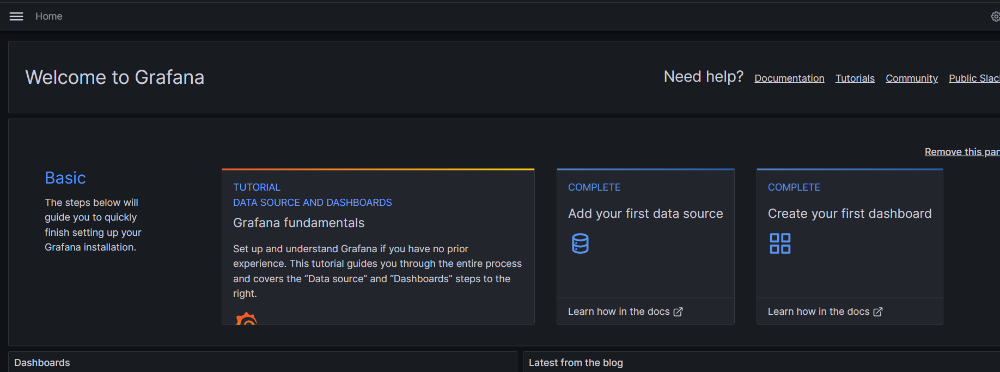 Home
Welcome to Grafana
Need help? Documentation Tutorials Community Public
Remove this
Basic
The steps below will
guide you to quickly
finish setting up your
Grafana installation.
TUTORIAL
DATA SOURCE AND DASHBOARDS
Grafana fundamentals
Set up and understand Grafana if you have no prior
experience. This tutorial guides you through the entire process
and covers the “Data source” and “Dashboards” steps to the
right.
COMPLETE
Add your first data source
Learn how in the docs
COMPLETE
Create your first dashboard
Learn how in the docs
Dashboards
Latest from the blog